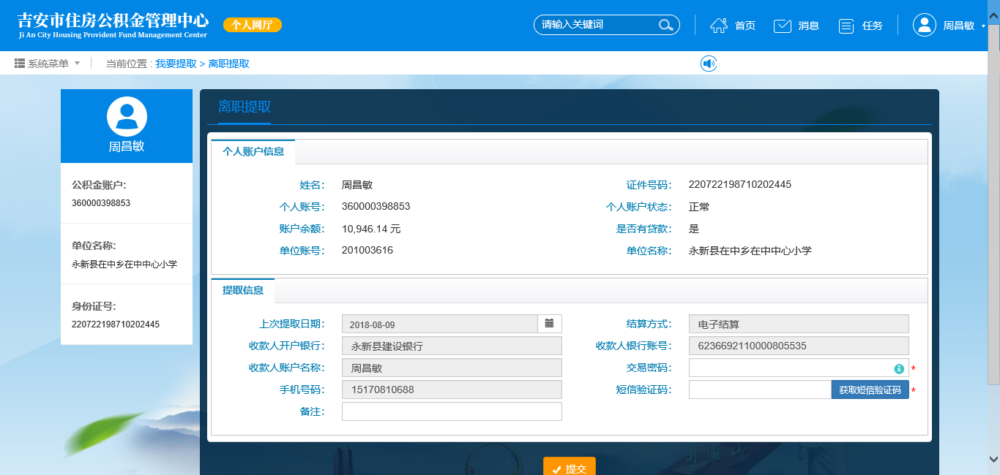 吉安市住房公积金管理中心
Ji An City Housing Provident Fund Management Center
个人网厅
请输入关键词
首页
消息
任务
周昌敏
系统菜单
当前位置 : 我要提取 > 离职提取
周昌敏
公积金账户:
360000398853
单位名称:
永新县在中乡在中中心小学
身份证号:
220722198710202445
离职提取
个人账户信息
姓名: 周昌敏 证件号码: 220722198710202445
个人账号: 360000398853 个人账户状态: 正常
账户余额: 10,946.14 元 是否有贷款: 是
单位账号: 201003616 单位名称: 永新县在中乡在中中心小学
提取信息
上次提取日期: 2018-08-09 结算方式: 电子结算
收款人开户银行: 永新县建设银行 收款人银行账号: 6236692110000805535
收款人账户名称: 周昌敏 交易密码: *
手机号码: 15170810688 短信验证码: 获取短信验证码 *
备注:
提交